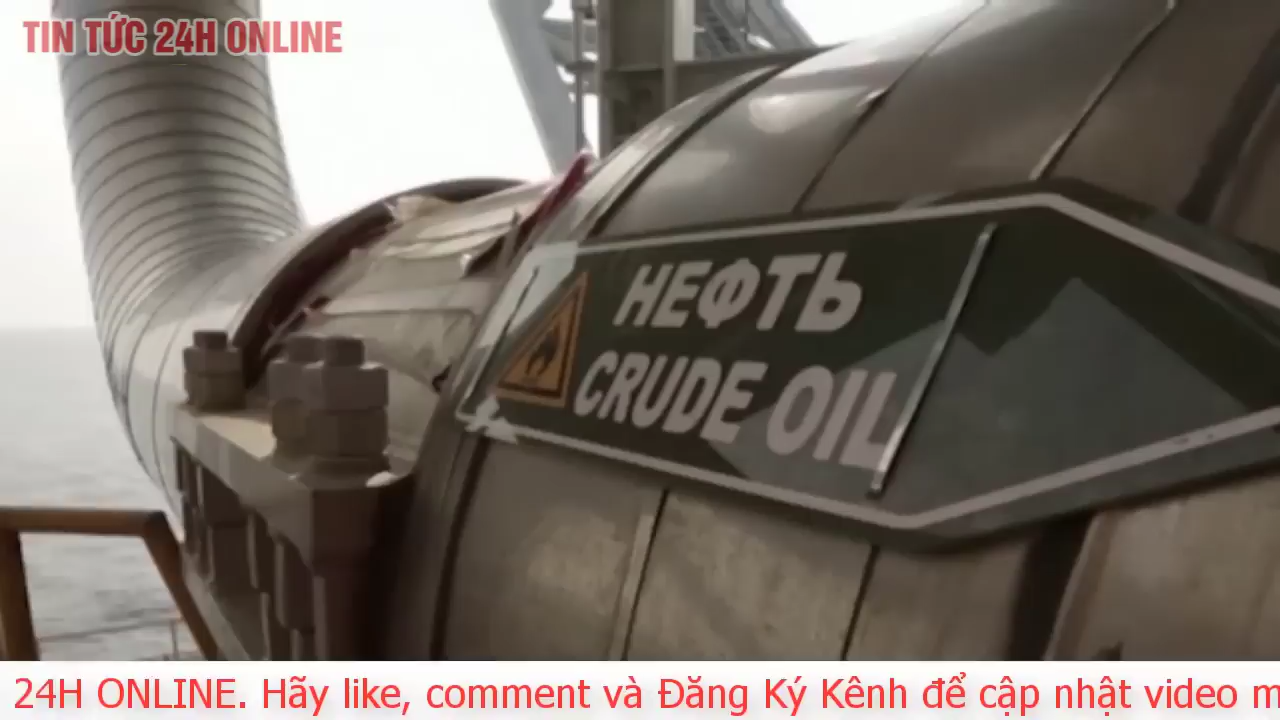 TIN TỨC 24H ONLINE
НЕФТЬ
CRUDE OIL
24H ONLINE. Hãy like, comment và Đăng Ký Kênh để cập nhật video m